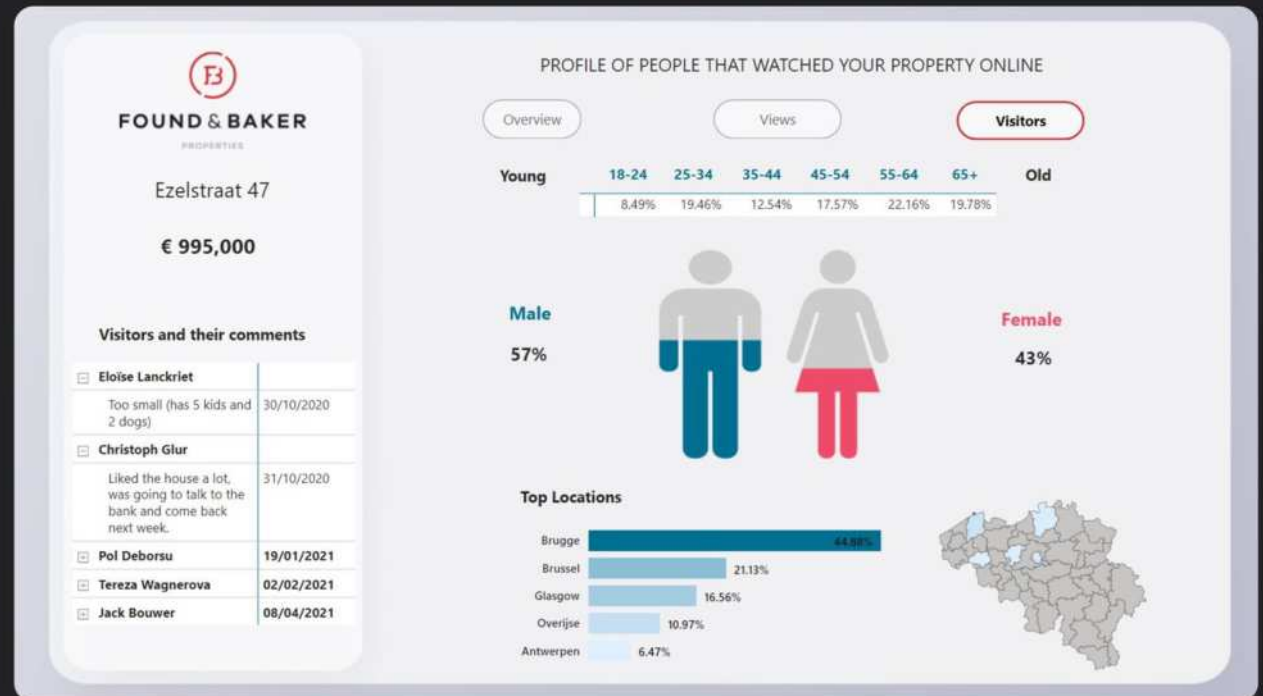 FB
FOUND & BAKER
PROPERTIES
Ezelstraat 47
€ 995,000
Visitors and their comments
Eloïse Lanckriet
Too small (has 5 kids and 30/10/2020
2 dogs)
Christoph Glur
Liked the house a lot, 31/10/2020
was going to talk to the
bank and come back
next week.
Pol Deborsu 19/01/2021
Tereza Wagnerova 02/02/2021
Jack Bouwer 08/04/2021
PROFILE OF PEOPLE THAT WATCHED YOUR PROPERTY ONLINE
Overview Views Visitors
Young 18-24 25-34 35-44 45-54 55-64 65+ Old
8.49% 19.46% 12.54% 17.57% 22.16% 19.78%
Male
57%
Female
43%
Top Locations
Brugge 44.88%
Brussel 21.13%
Glasgow 16.56%
Overijse 10.97%
Antwerpen 6.47%